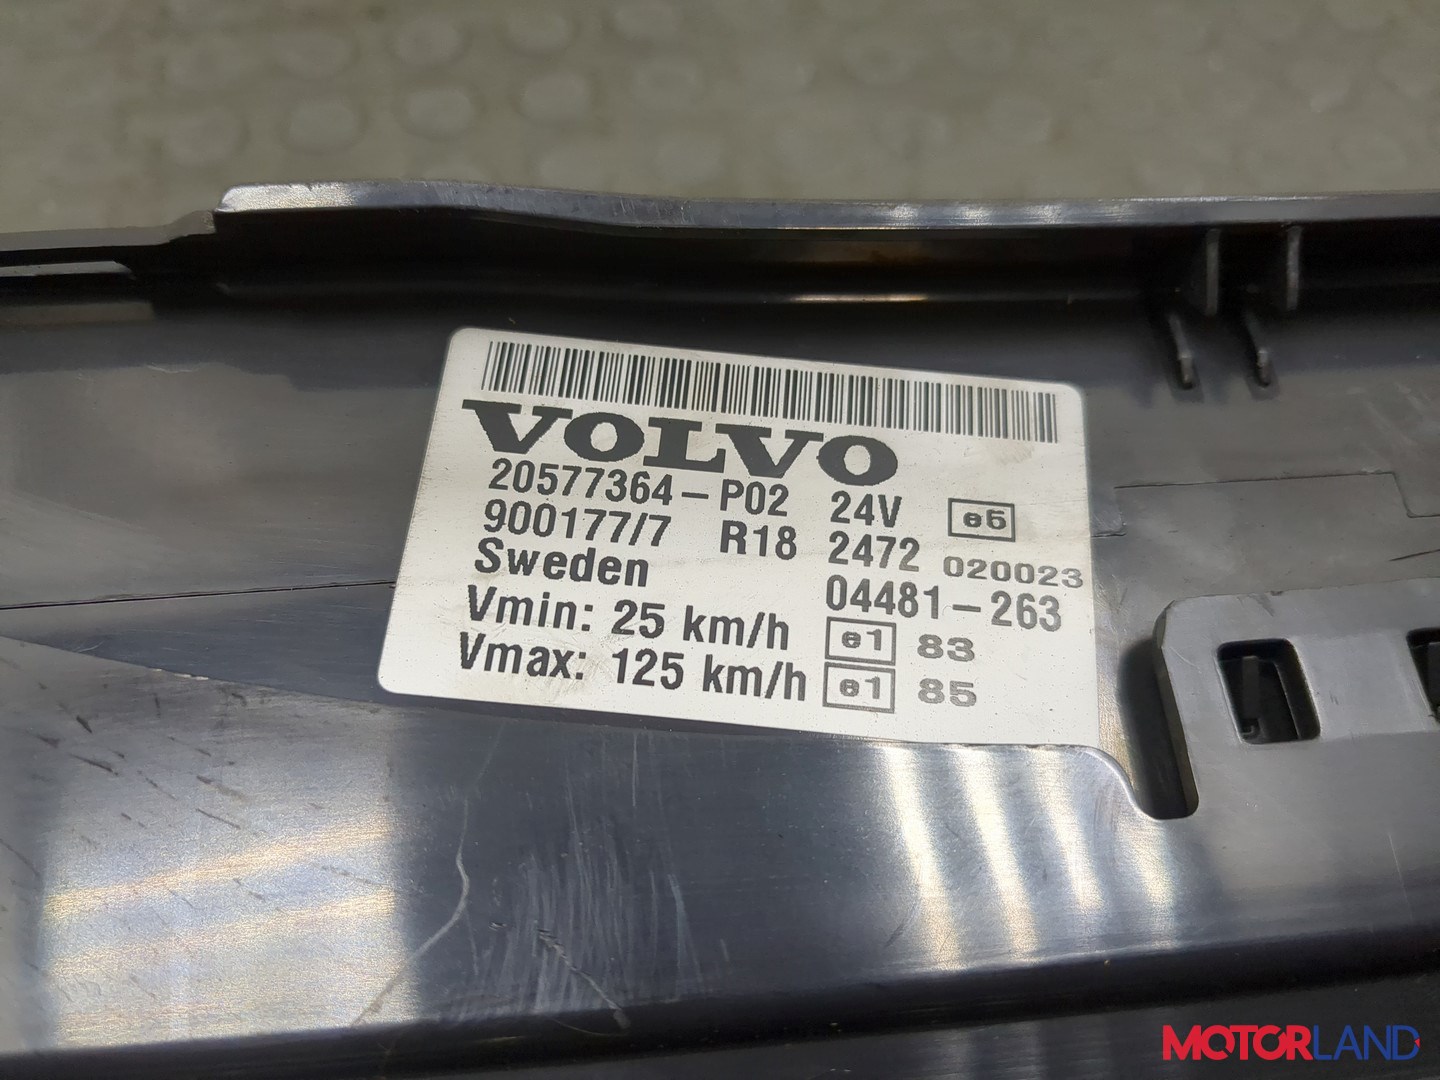 VOLVO
20577364-P02 24V e5
900177/7 R18 2472 020023
Sweden 04481-263
Vmin: 25 km/h e1 83
Vmax: 125 km/h e1 85
MOTORLAND